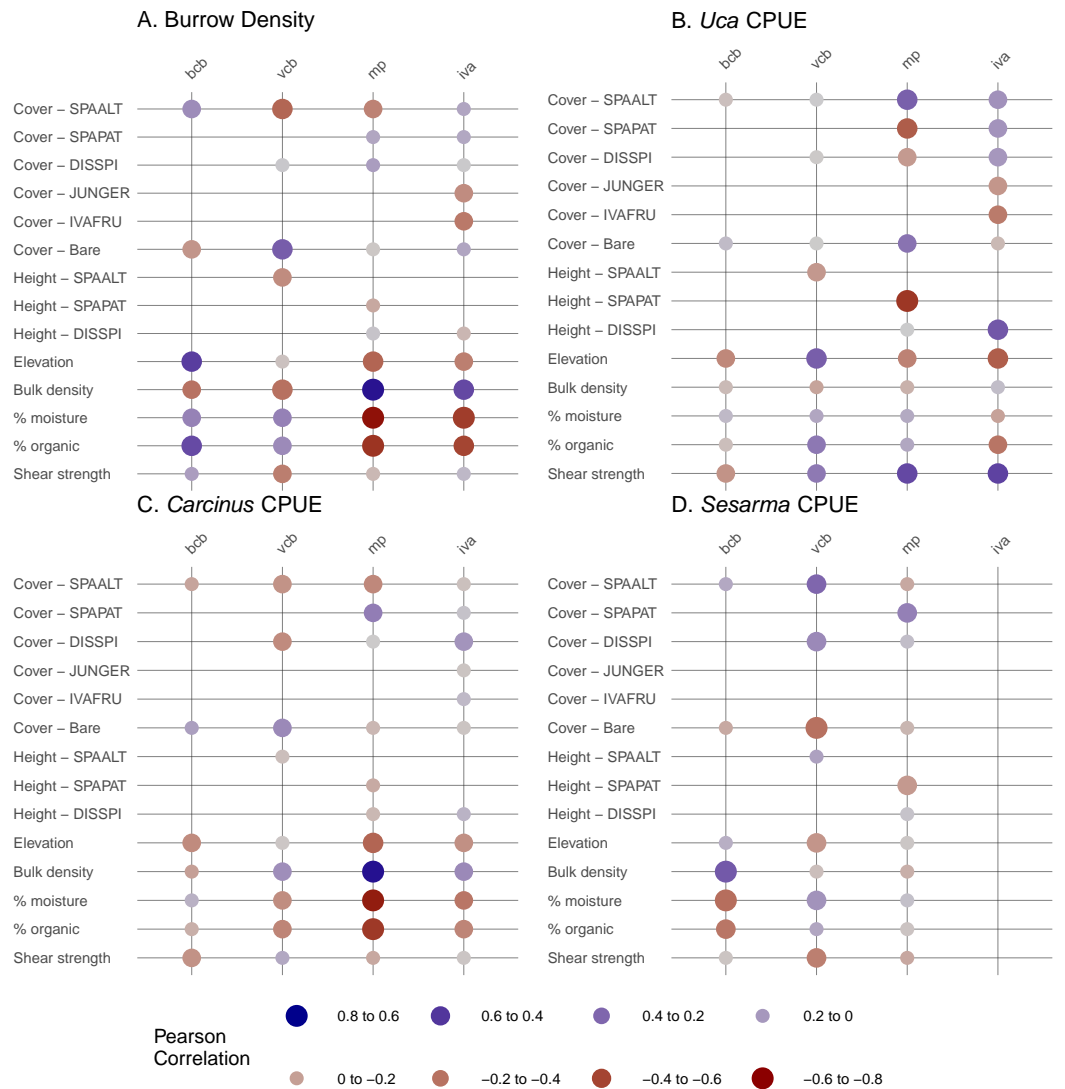 A. Burrow Density
bcb vcb mp iva
Cover – SPAALT
Cover – SPAPAT
Cover – DISSPI
Cover – JUNGER
Cover – IVAFRU
Cover – Bare
Height – SPAALT
Height – SPAPAT
Height – DISSPI
Elevation
Bulk density
% moisture
% organic
Shear strength
B. Uca CPUE
bcb vcb mp iva
Cover – SPAALT
Cover – SPAPAT
Cover – DISSPI
Cover – JUNGER
Cover – IVAFRU
Cover – Bare
Height – SPAALT
Height – SPAPAT
Height – DISSPI
Elevation
Bulk density
% moisture
% organic
Shear strength
C. Carcinus CPUE
bcb vcb mp iva
Cover – SPAALT
Cover – SPAPAT
Cover – DISSPI
Cover – JUNGER
Cover – IVAFRU
Cover – Bare
Height – SPAALT
Height – SPAPAT
Height – DISSPI
Elevation
Bulk density
% moisture
% organic
Shear strength
D. Sesarma CPUE
bcb vcb mp iva
Cover – SPAALT
Cover – SPAPAT
Cover – DISSPI
Cover – JUNGER
Cover – IVAFRU
Cover – Bare
Height – SPAALT
Height – SPAPAT
Height – DISSPI
Elevation
Bulk density
% moisture
% organic
Shear strength
Pearson
Correlation
0.8 to 0.6 0.6 to 0.4 0.4 to 0.2 0.2 to 0
0 to −0.2 −0.2 to −0.4 −0.4 to −0.6 −0.6 to −0.8